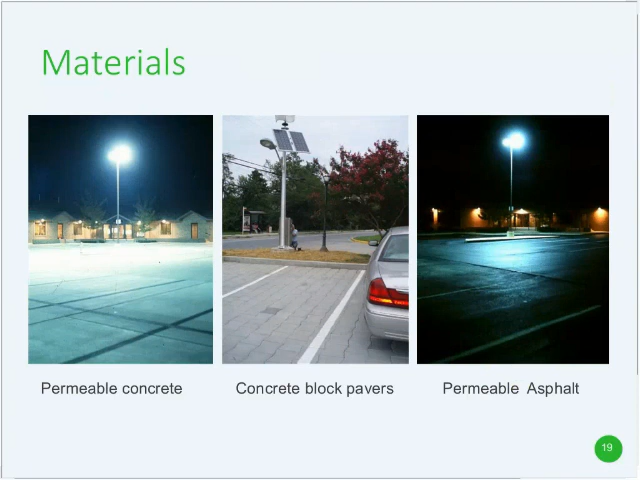 Materials
Permeable concrete
Concrete block pavers
Permeable Asphalt
19